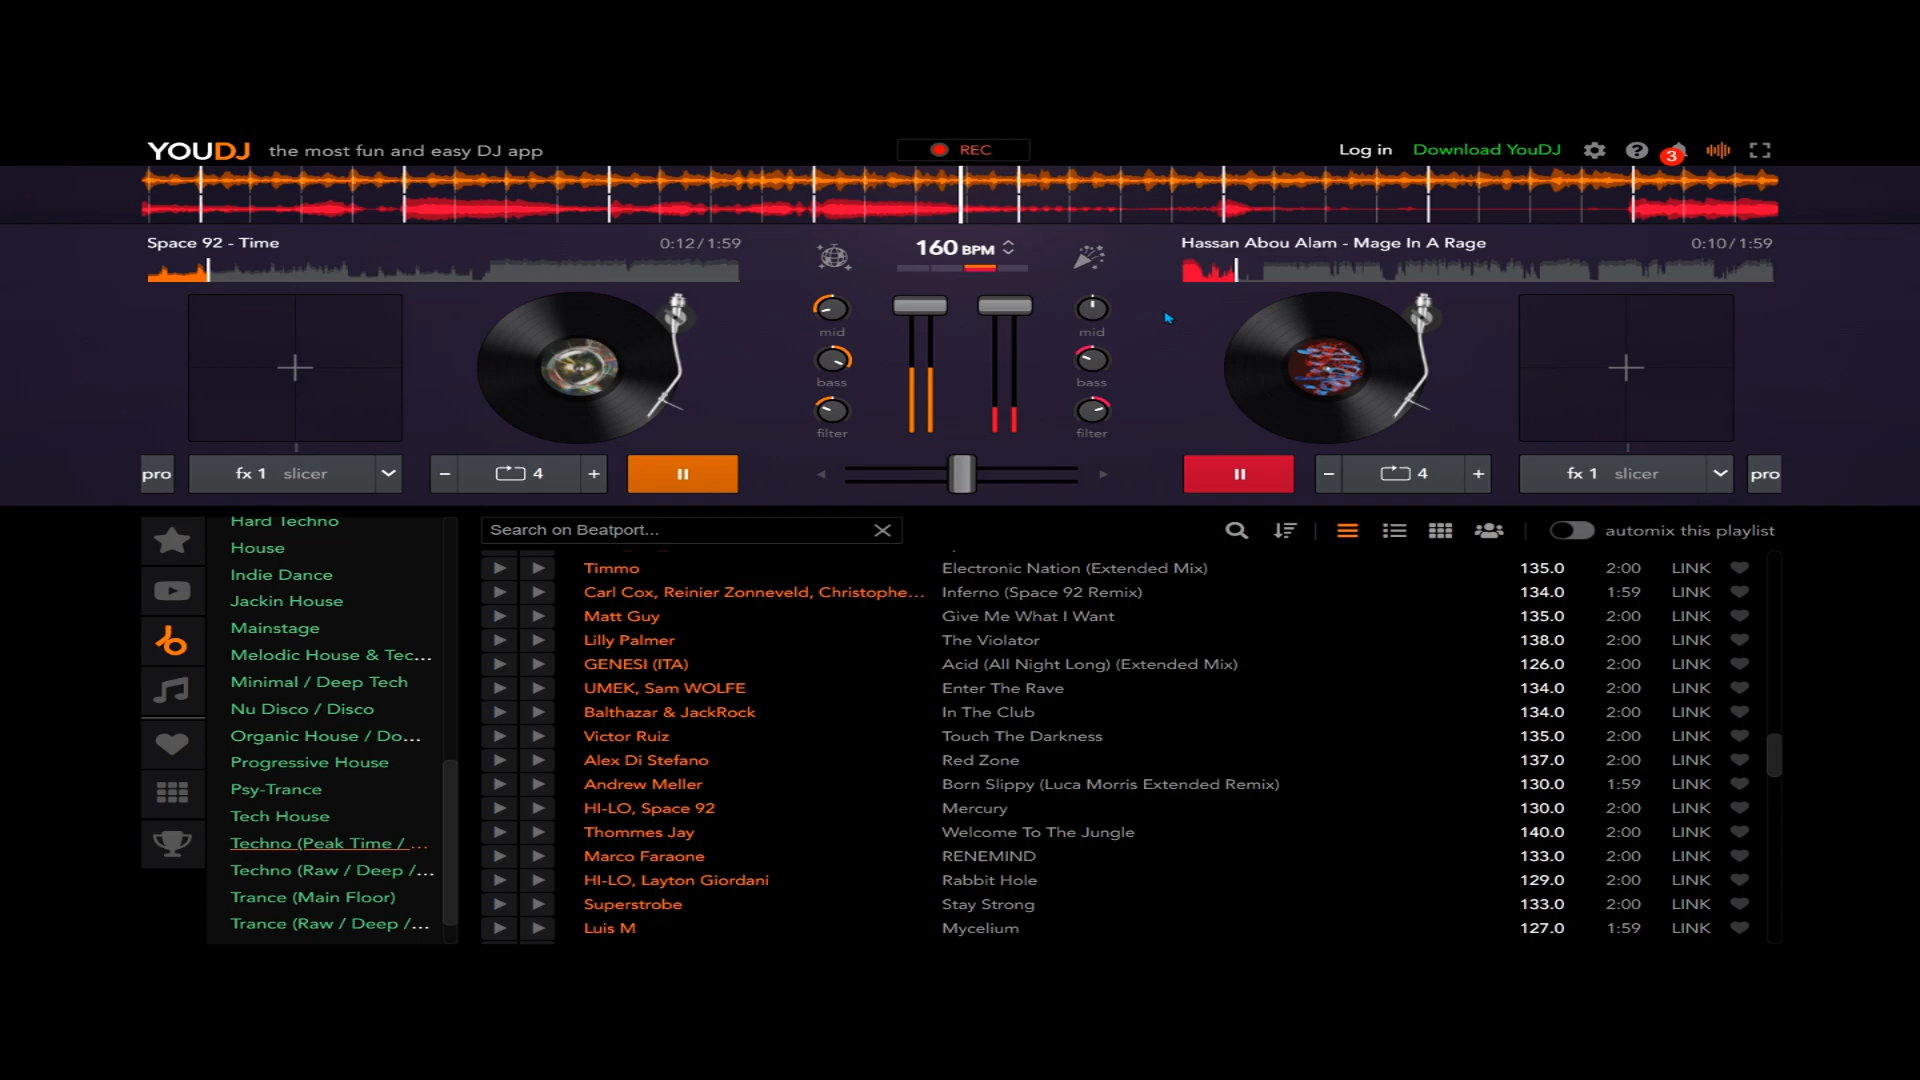 YOUDJ the most fun and easy DJ app
REC
Log in Download YouDJ 3
Space 92 - Time 0:12/1:59
160 BPM
Hassan Abou Alam - Mage In A Rage 0:10/1:59
mid mid
bass bass
filter filter
pro fx 1 slicer − 4 +
− 4 + fx 1 slicer pro
Search on Beatport...
automix this playlist
Hard Techno
House
Indie Dance
Jackin House
Mainstage
Melodic House & Tec...
Minimal / Deep Tech
Nu Disco / Disco
Organic House / Do...
Progressive House
Psy-Trance
Tech House
Techno (Peak Time / ...
Techno (Raw / Deep /...
Trance (Main Floor)
Trance (Raw / Deep /...
Timmo Electronic Nation (Extended Mix) 135.0 2:00 LINK
Carl Cox, Reinier Zonneveld, Christophe... Inferno (Space 92 Remix) 134.0 1:59 LINK
Matt Guy Give Me What I Want 135.0 2:00 LINK
Lilly Palmer The Violator 138.0 2:00 LINK
GENESI (ITA) Acid (All Night Long) (Extended Mix) 126.0 2:00 LINK
UMEK, Sam WOLFE Enter The Rave 134.0 2:00 LINK
Balthazar & JackRock In The Club 134.0 2:00 LINK
Victor Ruiz Touch The Darkness 135.0 2:00 LINK
Alex Di Stefano Red Zone 137.0 2:00 LINK
Andrew Meller Born Slippy (Luca Morris Extended Remix) 130.0 1:59 LINK
HI-LO, Space 92 Mercury 130.0 2:00 LINK
Thommes Jay Welcome To The Jungle 140.0 2:00 LINK
Marco Faraone RENEMIND 133.0 2:00 LINK
HI-LO, Layton Giordani Rabbit Hole 129.0 2:00 LINK
Superstrobe Stay Strong 133.0 2:00 LINK
Luis M Mycelium 127.0 1:59 LINK